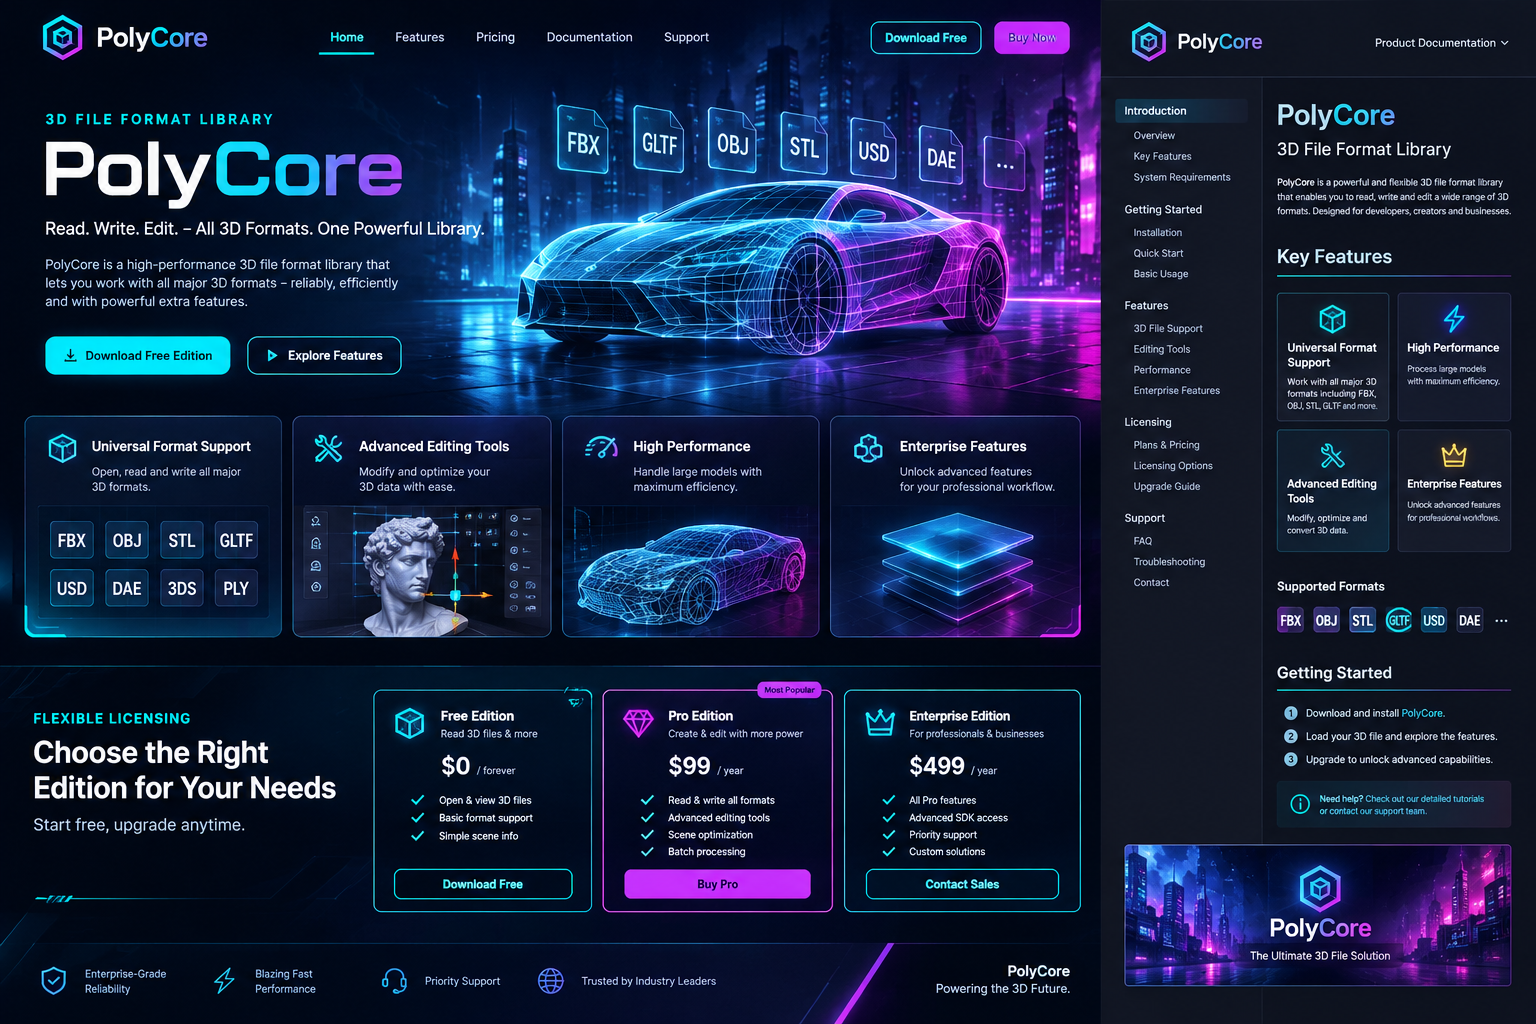 PolyCore
Home
Features
Pricing
Documentation
Support
Download Free
Buy Now
3D FILE FORMAT LIBRARY
PolyCore
Read. Write. Edit. – All 3D Formats. One Powerful Library.
PolyCore is a high-performance 3D file format library that
lets you work with all major 3D formats – reliably, efficiently
and with powerful extra features.
Download Free Edition
Explore Features
FBX
GLTF
OBJ
STL
USD
DAE
...
Universal Format Support
Open, read and write all major
3D formats.
FBX
OBJ
STL
GLTF
USD
DAE
3DS
PLY
Advanced Editing Tools
Modify and optimize your
3D data with ease.
High Performance
Handle large models with
maximum efficiency.
Enterprise Features
Unlock advanced features
for your professional workflow.
FLEXIBLE LICENSING
Choose the Right
Edition for Your Needs
Start free, upgrade anytime.
Free Edition
Read 3D files & more
$0 / forever
Open & view 3D files
Basic format support
Simple scene info
Download Free
Most Popular
Pro Edition
Create & edit with more power
$99 / year
Read & write all formats
Advanced editing tools
Scene optimization
Batch processing
Buy Pro
Enterprise Edition
For professionals & businesses
$499 / year
All Pro features
Advanced SDK access
Priority support
Custom solutions
Contact Sales
Enterprise-Grade
Reliability
Blazing Fast
Performance
Priority Support
Trusted by Industry Leaders
PolyCore
Powering the 3D Future.
PolyCore
Product Documentation
Introduction
Overview
Key Features
System Requirements
Getting Started
Installation
Quick Start
Basic Usage
Features
3D File Support
Editing Tools
Performance
Enterprise Features
Licensing
Plans & Pricing
Licensing Options
Upgrade Guide
Support
FAQ
Troubleshooting
Contact
PolyCore
3D File Format Library
PolyCore is a powerful and flexible 3D file format library
that enables you to read, write and edit a wide range of 3D
formats. Designed for developers, creators and businesses.
Key Features
Universal Format
Support
Work with all major 3D
formats including FBX,
OBJ, STL, GLTF and more.
High Performance
Process large models
with maximum efficiency.
Advanced Editing
Tools
Modify, optimize and
convert 3D data.
Enterprise Features
Unlock advanced features
for professional workflows.
Supported Formats
FBX
OBJ
STL
GLTF
USD
DAE
...
Getting Started
1 Download and install PolyCore.
2 Load your 3D file and explore the features.
3 Upgrade to unlock advanced capabilities.
Need help? Check out our detailed tutorials
or contact our support team.
PolyCore
The Ultimate 3D File Solution